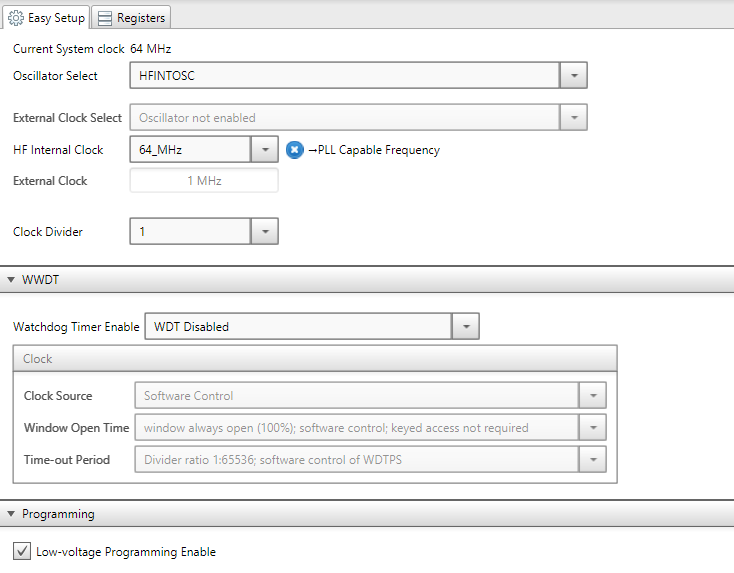 Easy Setup Registers
Current System clock 64 MHz
Oscillator Select HFINTOSC
External Clock Select Oscillator not enabled
HF Internal Clock 64_MHz →PLL Capable Frequency
External Clock 1 MHz
Clock Divider 1
WWDT
Watchdog Timer Enable WDT Disabled
Clock
Clock Source Software Control
Window Open Time window always open (100%); software control; keyed access not required
Time-out Period Divider ratio 1:65536; software control of WDTPS
Programming
Low-voltage Programming Enable